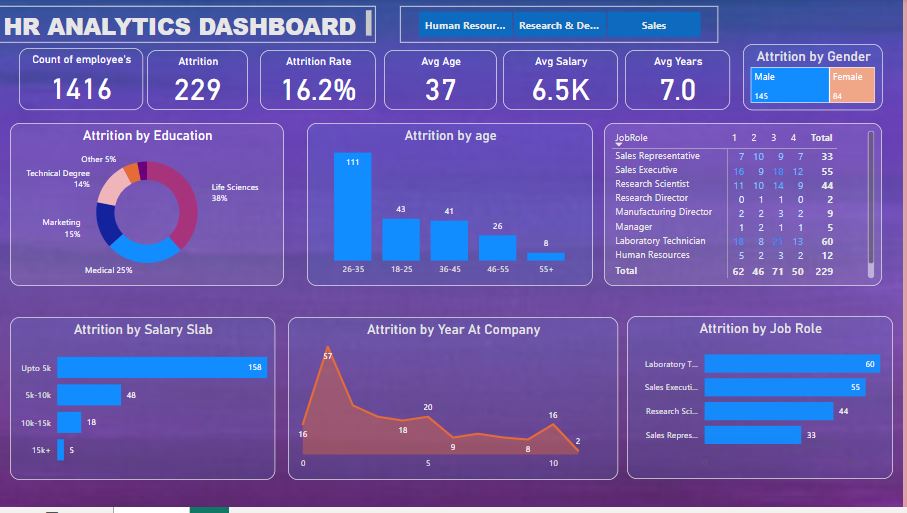 HR ANALYTICS DASHBOARD
Human Resour... Research & De... Sales
Count of employee's
1416
Attrition
229
Attrition Rate
16.2%
Avg Age
37
Avg Salary
6.5K
Avg Years
7.0
Attrition by Gender
Male Female
145 84
Attrition by Education
Other 5%
Technical Degree
14%
Life Sciences
38%
Marketing
15%
Medical 25%
Attrition by age
111
43
41
26
8
26-35 18-25 36-45 46-55 55+
JobRole 1 2 3 4 Total
Sales Representative 7 10 9 7 33
Sales Executive 16 9 18 12 55
Research Scientist 11 10 14 9 44
Research Director 0 1 1 0 2
Manufacturing Director 2 2 3 2 9
Manager 1 2 1 1 5
Laboratory Technician 18 8 21 13 60
Human Resources 5 2 3 2 12
Total 62 46 71 50 229
Attrition by Salary Slab
Upto 5k 158
5k-10k 48
10k-15k 18
15k+ 5
Attrition by Year At Company
57
16
18
20
9
8
16
2
0 5 10
Attrition by Job Role
Laboratory T... 60
Sales Executi... 55
Research Sci... 44
Sales Repres... 33